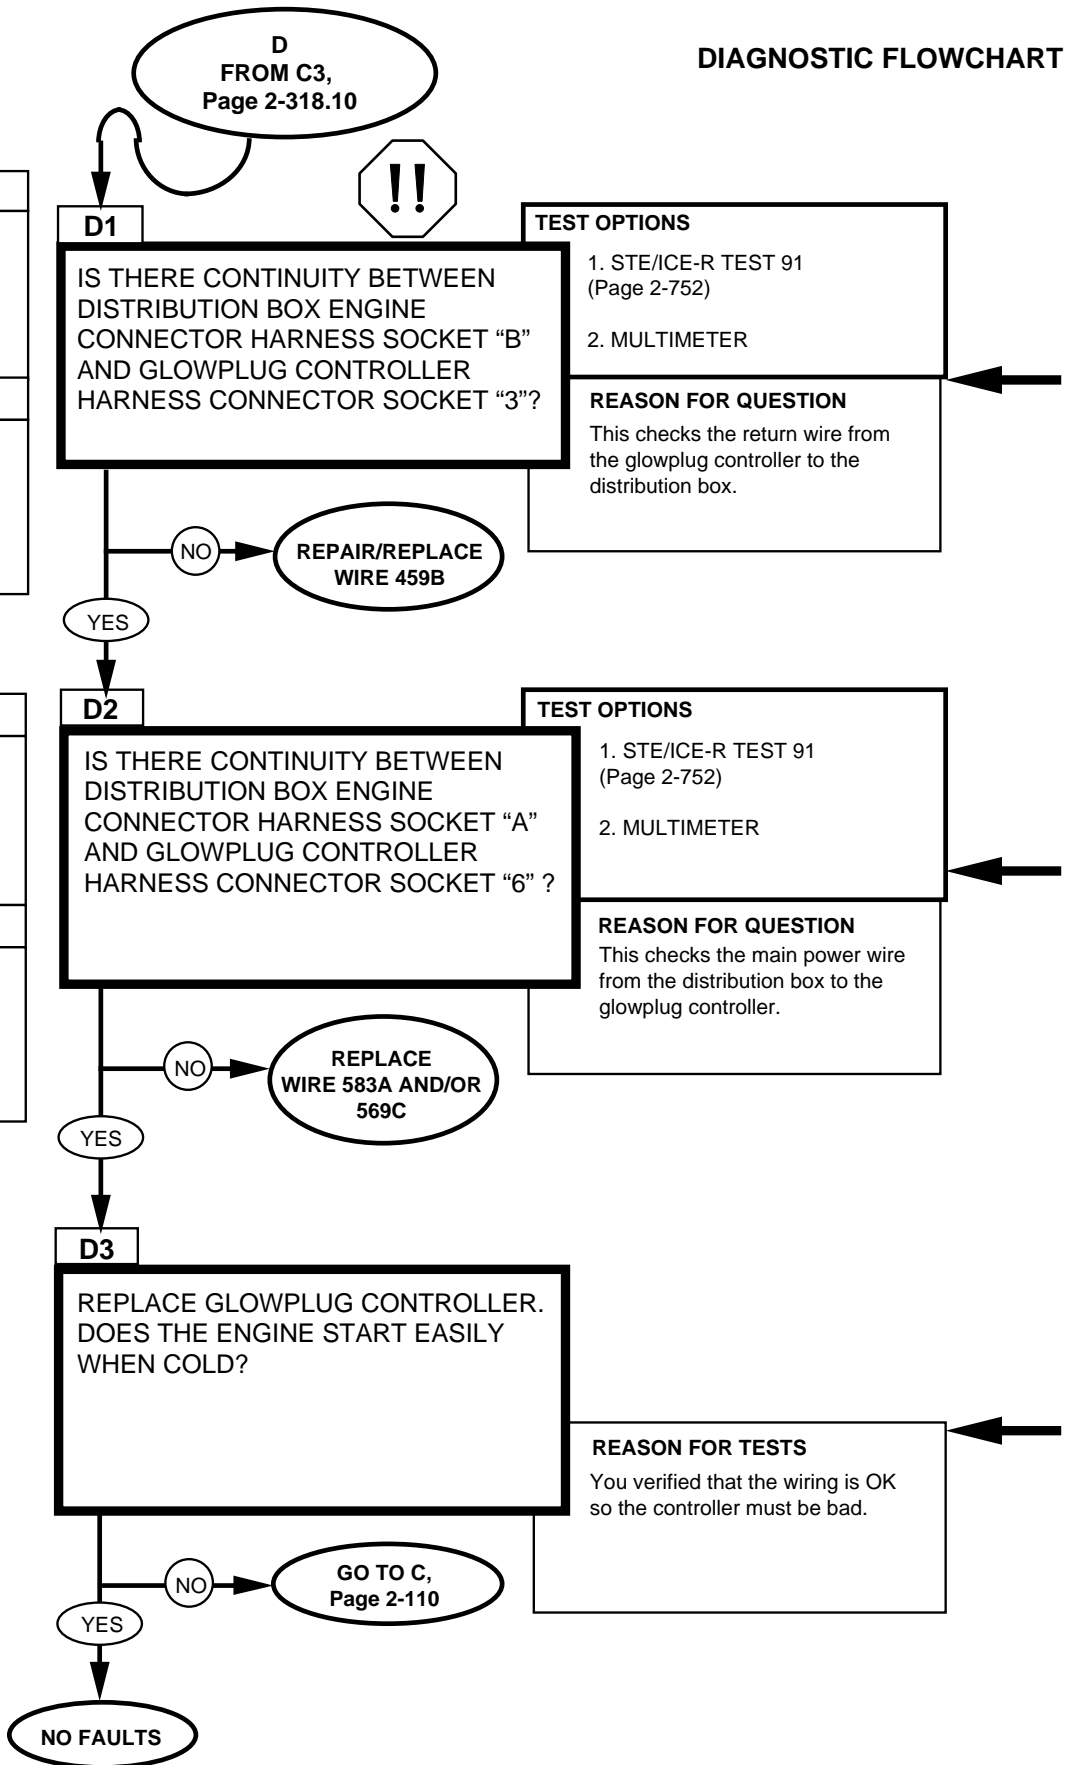 DIAGNOSTIC FLOWCHART
D
FROM C3,
Page 2-318.10
!!
D1
IS THERE CONTINUITY BETWEEN
DISTRIBUTION BOX ENGINE
CONNECTOR HARNESS SOCKET “B”
AND GLOWPLUG CONTROLLER
HARNESS CONNECTOR SOCKET “3”?
TEST OPTIONS
1. STE/ICE-R TEST 91
(Page 2-752)
2. MULTIMETER
REASON FOR QUESTION
This checks the return wire from
the glowplug controller to the
distribution box.
NO
REPAIR/REPLACE
WIRE 459B
YES
D2
IS THERE CONTINUITY BETWEEN
DISTRIBUTION BOX ENGINE
CONNECTOR HARNESS SOCKET “A”
AND GLOWPLUG CONTROLLER
HARNESS CONNECTOR SOCKET “6” ?
TEST OPTIONS
1. STE/ICE-R TEST 91
(Page 2-752)
2. MULTIMETER
REASON FOR QUESTION
This checks the main power wire
from the distribution box to the
glowplug controller.
NO
REPLACE
WIRE 583A AND/OR
569C
YES
D3
REPLACE GLOWPLUG CONTROLLER.
DOES THE ENGINE START EASILY
WHEN COLD?
REASON FOR TESTS
You verified that the wiring is OK
so the controller must be bad.
NO
GO TO C,
Page 2-110
YES
NO FAULTS